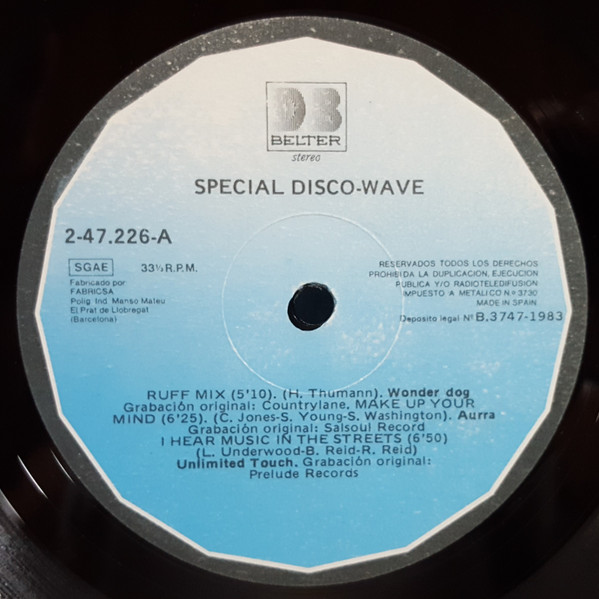 DB
BELTER
stereo
SPECIAL DISCO-WAVE
2-47.226-A
SGAE 33⅓ R.P.M.
Fabricado por
FABRICSA
Polig. Ind. Manso Mateu
El Prat de Llobregat
(Barcelona)
RESERVADOS TODOS LOS DERECHOS
PROHIBIDA LA DUPLICACION, EJECUCION
PUBLICA Y/O RADIOTELEDIFUSION
IMPUESTO A METALICO N.º 3730
MADE IN SPAIN
Deposito legal Nº B.3747-1983
RUFF MIX (5'10). (H. Thumann). Wonder dog
Grabación original: Countrylane. MAKE UP YOUR
MIND (6'25). (C. Jones-S. Young-S. Washington). Aurra
Grabación original: Salsoul Record
I HEAR MUSIC IN THE STREETS (6'50)
(L. Underwood-B. Reid-R. Reid)
Unlimited Touch. Grabación original:
Prelude Records